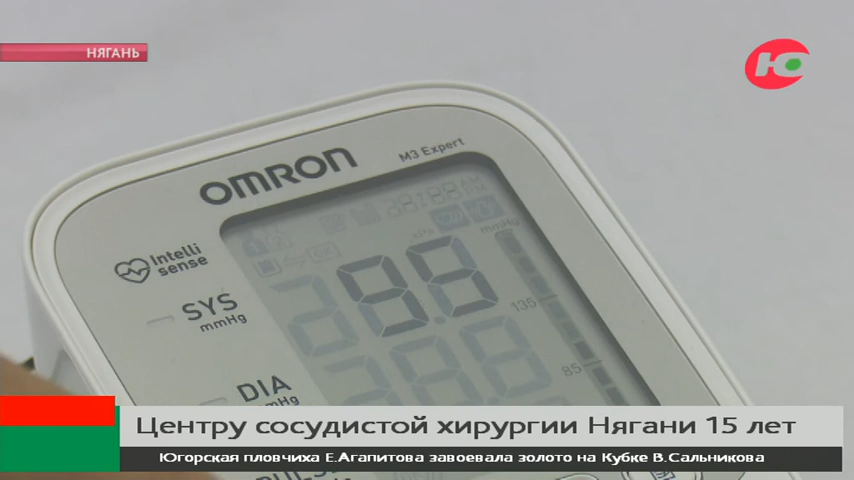 НЯГАНЬ
Ю
OMRON
M3 Expert
Intelli
sense
mmHg
SYS
mmHg
135
DIA
85
Центру сосудистой хирургии Нягани 15 лет
Югорская пловчиха Е.Агапитова завоевала золото на Кубке В.Сальникова